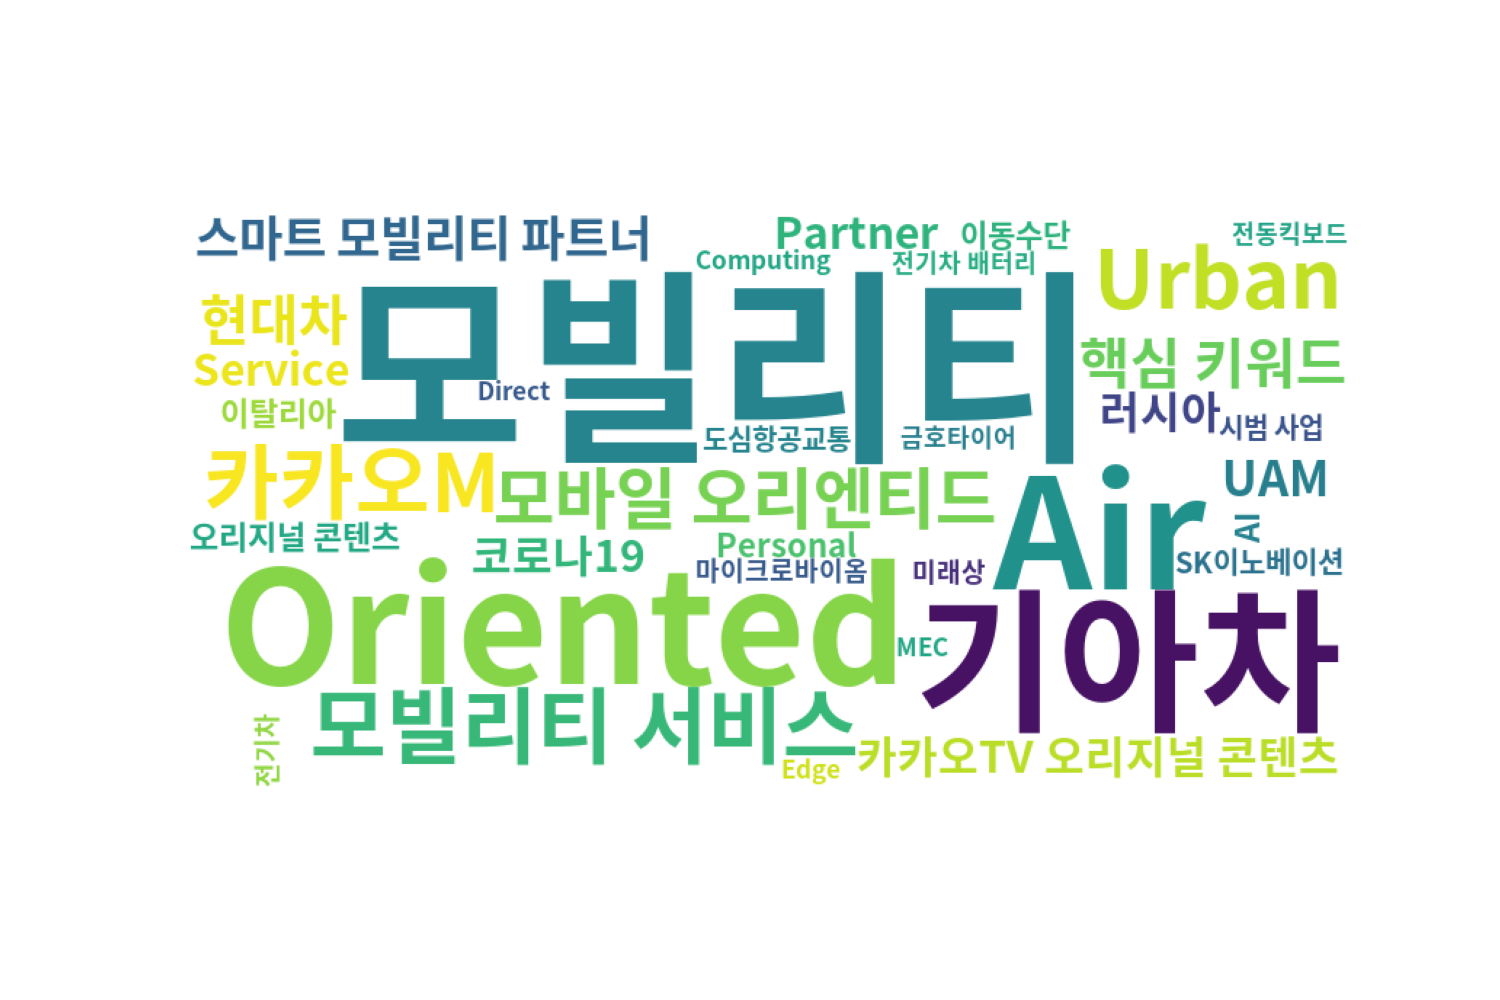 스마트 모빌리티 파트너
Partner
이동수단
전동킥보드
Computing
전기차 배터리
Urban
현대차
모빌리티
핵심 키워드
Service
Direct
이탈리아
러시아
시범 사업
도심항공교통
금호타이어
카카오M
모바일 오리엔티드
UAM
Air
AI
오리지널 콘텐츠
코로나19
Personal
마이크로바이옴
미래상
SK이노베이션
Oriented
MEC
기아차
모빌리티 서비스
전기차
Edge
카카오TV 오리지널 콘텐츠